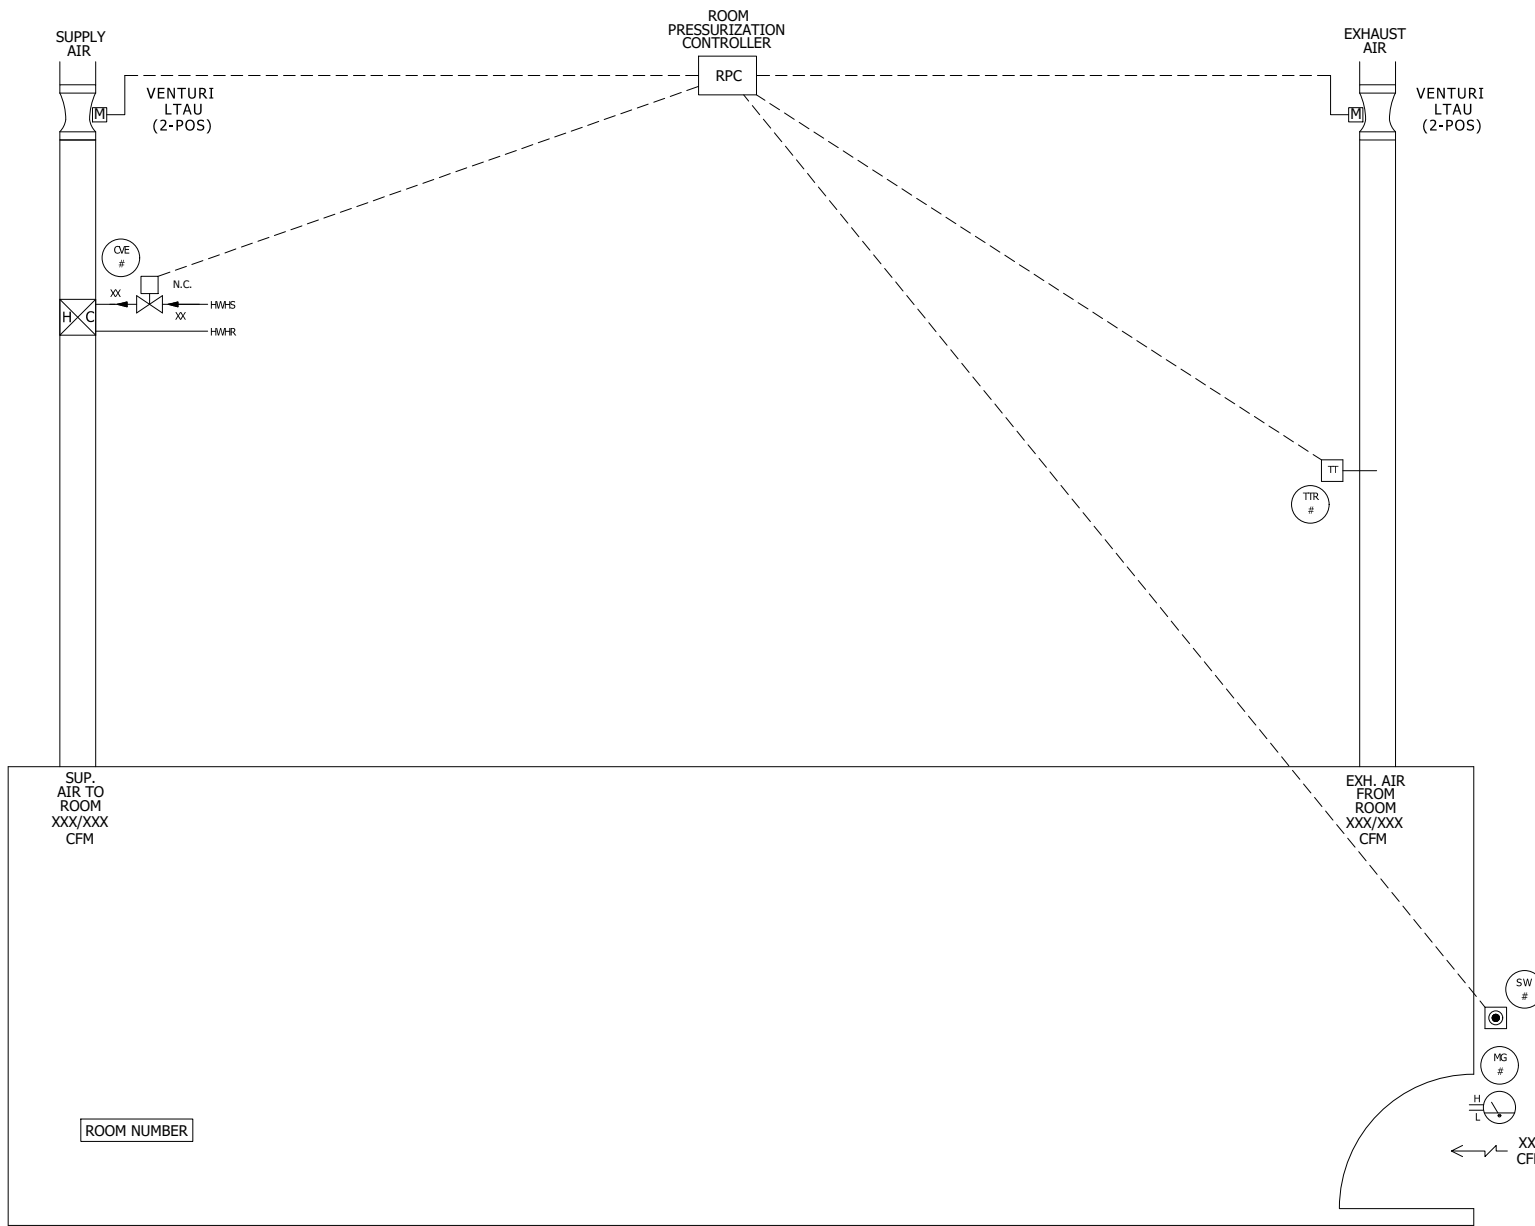 ROOM
PRESSURIZATION
CONTROLLER
SUPPLY
AIR
EXHAUST
AIR
RPC
VENTURI
LTAU
(2-POS)
M
M
VENTURI
LTAU
(2-POS)
CVE
#
N.C.
XX
HWHS
XX
H C
HWHR
TT
TTR
#
SUP.
AIR TO
ROOM
XXX/XXX
CFM
EXH. AIR
FROM
ROOM
XXX/XXX
CFM
SW
#
MG
#
H
L
ROOM NUMBER
XX